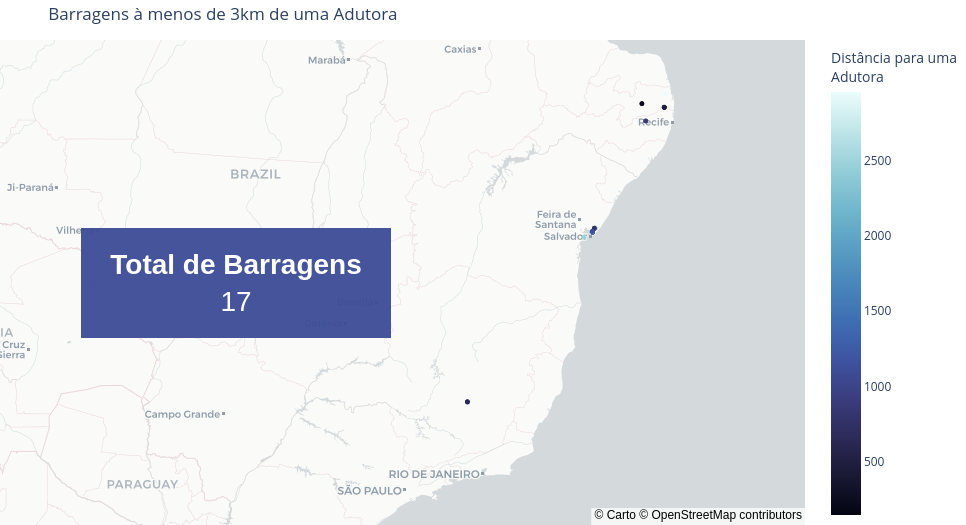 Barragens à menos de 3km de uma Adutora
Distância para uma
Adutora
2500
2000
1500
1000
500
Caxias
Marabá
Recife
BRAZIL
Ji-Paraná
Feira de
Santana
Salvador
Vilhe
Total de Barragens
17
IA
Cruz
Sierra
Campo Grande
RIO DE JANEIRO
SÃO PAULO
PARAGUAY
© Carto © OpenStreetMap contributors